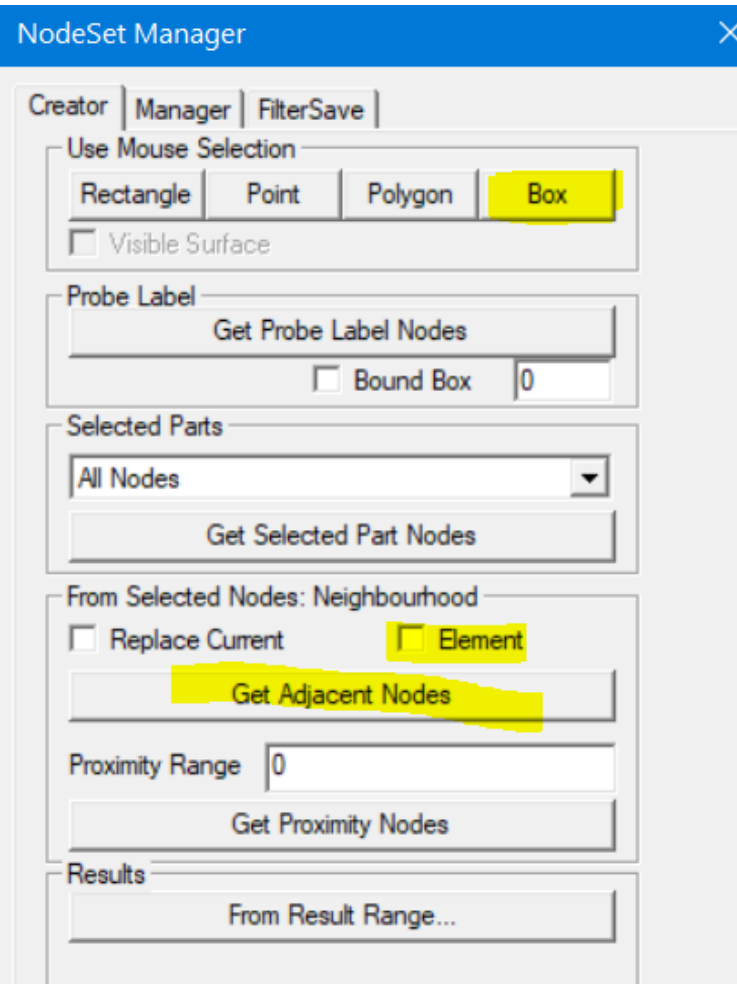 NodeSet Manager
Creator Manager FilterSave
Use Mouse Selection
Rectangle Point Polygon Box
Visible Surface
Probe Label
Get Probe Label Nodes
Bound Box 0
Selected Parts
All Nodes
Get Selected Part Nodes
From Selected Nodes: Neighbourhood
Replace Current Element
Get Adjacent Nodes
Proximity Range 0
Get Proximity Nodes
Results
From Result Range...